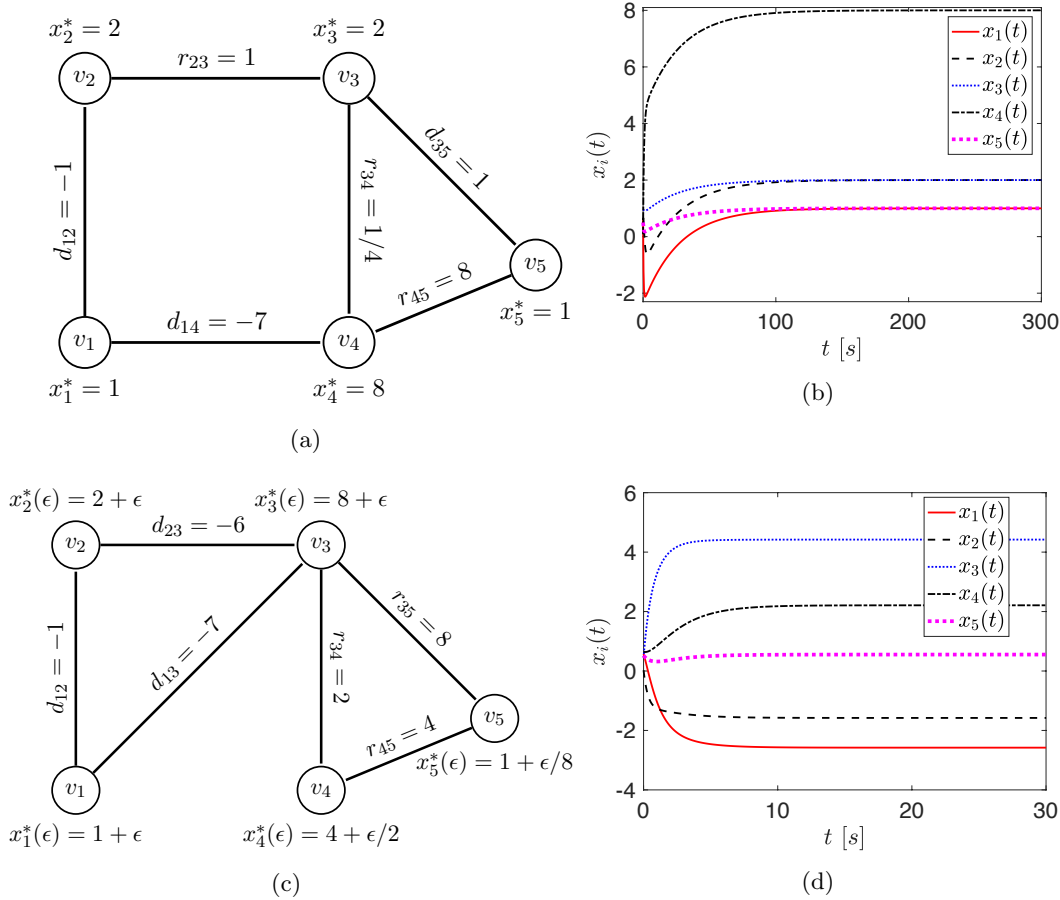 x₂* = 2
x₃* = 2
r₂₃ = 1
v₂
v₃
d₁₂ = −1
r₃₄ = 1/4
d₃₅ = 1
v₅
r₄₅ = 8
x₅* = 1
d₁₄ = −7
v₁
v₄
x₁* = 1
x₄* = 8
(a)
8
6
4
2
0
-2
xᵢ(t)
x₁(t)
x₂(t)
x₃(t)
x₄(t)
x₅(t)
0
100
200
300
t [s]
(b)
x₂*(ϵ) = 2 + ϵ
x₃*(ϵ) = 8 + ϵ
d₂₃ = −6
v₂
v₃
d₁₂ = −1
d₁₃ = −7
r₃₄ = 2
r₃₅ = 8
v₅
r₄₅ = 4
x₅*(ϵ) = 1 + ϵ/8
v₁
v₄
x₁*(ϵ) = 1 + ϵ
x₄*(ϵ) = 4 + ϵ/2
(c)
6
4
2
0
-2
-4
xᵢ(t)
x₁(t)
x₂(t)
x₃(t)
x₄(t)
x₅(t)
0
10
20
30
t [s]
(d)